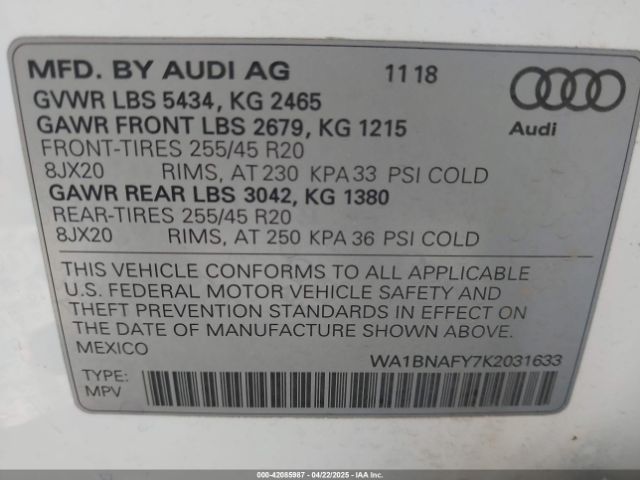 MFD. BY AUDI AG 11 18
GVWR LBS 5434, KG 2465
GAWR FRONT LBS 2679, KG 1215
Audi
FRONT-TIRES 255/45 R20
8JX20 RIMS, AT 230 KPA 33 PSI COLD
GAWR REAR LBS 3042, KG 1380
REAR-TIRES 255/45 R20
8JX20 RIMS, AT 250 KPA 36 PSI COLD
THIS VEHICLE CONFORMS TO ALL APPLICABLE
U.S. FEDERAL MOTOR VEHICLE SAFETY AND
THEFT PREVENTION STANDARDS IN EFFECT ON
THE DATE OF MANUFACTURE SHOWN ABOVE.
MEXICO
WA1BNAFY7K2031633
TYPE:
MPV
000-42085987 - 04/22/2025 - IAAI.COM